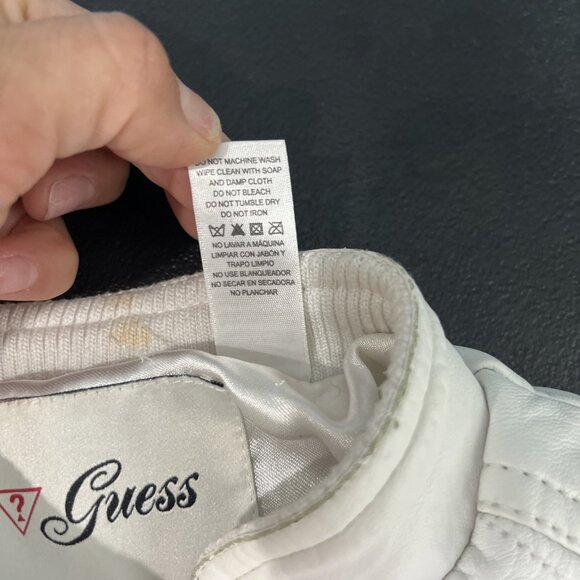 DO NOT MACHINE WASH
WIPE CLEAN WITH SOAP
AND DAMP CLOTH
DO NOT BLEACH
DO NOT TUMBLE DRY
DO NOT IRON
NO LAVAR A MÁQUINA
LIMPIAR CON JABÓN Y
TRAPO LIMPIO
NO USE BLANQUEADOR
NO SECAR EN SECADORA
NO PLANCHAR
? Guess